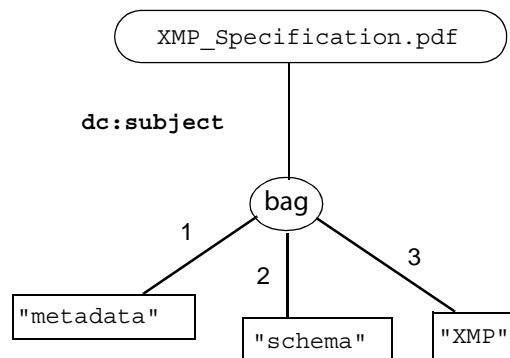 XMP_Specification.pdf
dc:subject
bag
1
2
3
"metadata"
"schema"
"XMP"